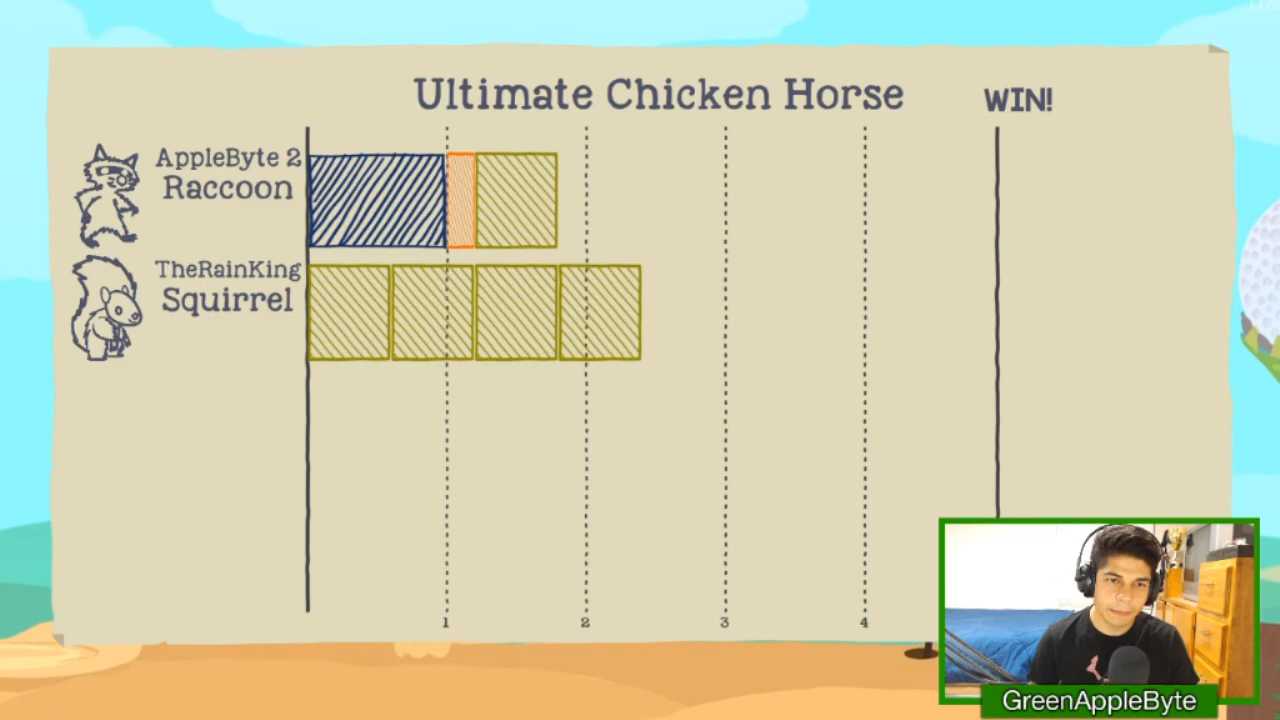 Ultimate Chicken Horse
WIN!
AppleByte 2
Raccoon
TheRainKing
Squirrel
1 2 3 4
GreenAppleByte